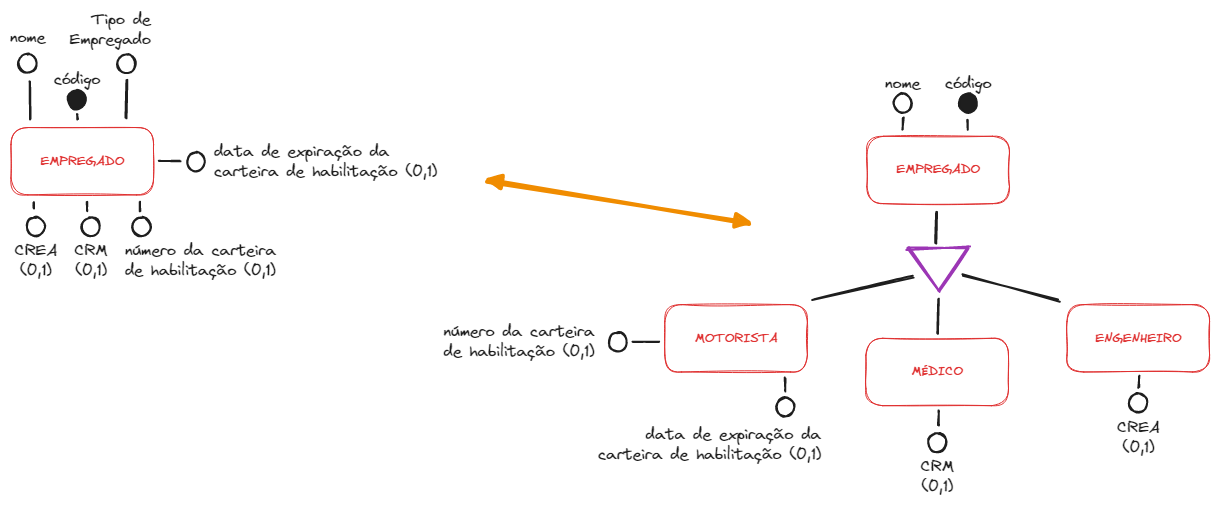 Tipo de
Empregado
nome
código
EMPREGADO
data de expiração da
carteira de habilitação (0,1)
CREA
(0,1)
CRM
(0,1)
número da carteira
de habilitação (0,1)
nome
código
EMPREGADO
número da carteira
de habilitação (0,1)
MOTORISTA
data de expiração da
carteira de habilitação (0,1)
MÉDICO
CRM
(0,1)
ENGENHEIRO
CREA
(0,1)